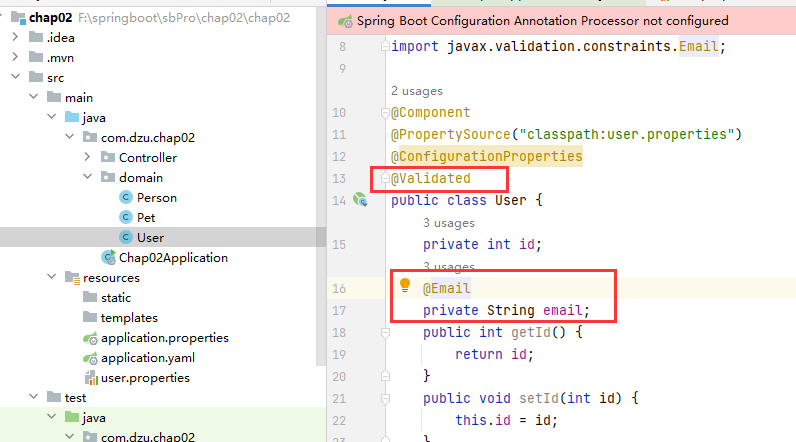 chap02 F:\springboot\sbPro\chap02\chap02
.idea
.mvn
src
main
java
com.dzu.chap02
Controller
domain
Person
Pet
User
Chap02Application
resources
static
templates
application.properties
application.yaml
user.properties
test
java
com.dzu.chap02
Spring Boot Configuration Annotation Processor not configured
8 import javax.validation.constraints.Email;
9
2 usages
10 @Component
11 @PropertySource("classpath:user.properties")
12 @ConfigurationProperties
13 @Validated
14 public class User {
3 usages
15 private int id;
3 usages
16 @Email
17 private String email;
18 public int getId() {
19 return id;
20 }
21 public void setId(int id) {
22 this.id = id;
23 }